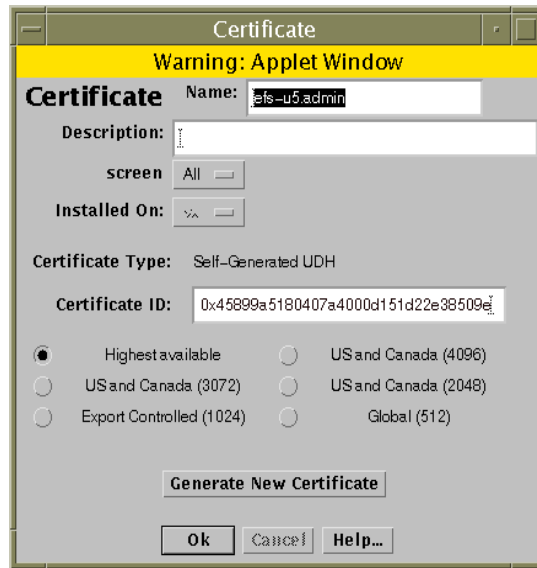 Certificate
Warning: Applet Window
Certificate Name: efs-u5.admin
Description:
screen All
Installed On:
Certificate Type: Self-Generated UDH
Certificate ID: 0x45899a5180407a4000d151d22e38509e
Highest available US and Canada (4096)
US and Canada (3072) US and Canada (2048)
Export Controlled (1024) Global (512)
Generate New Certificate
Ok Cancel Help...